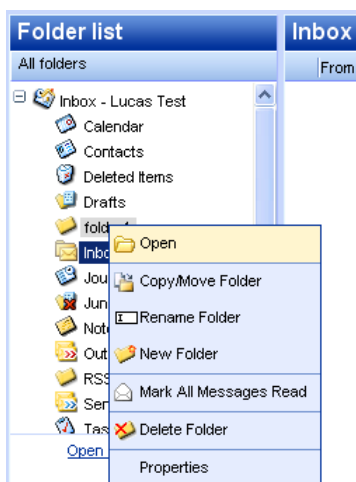 Folder list
Inbox
All folders
From
Inbox - Lucas Test
Calendar
Contacts
Deleted Items
Drafts
Open
Copy/Move Folder
Rename Folder
New Folder
Mark All Messages Read
Delete Folder
Properties
RSS
Open